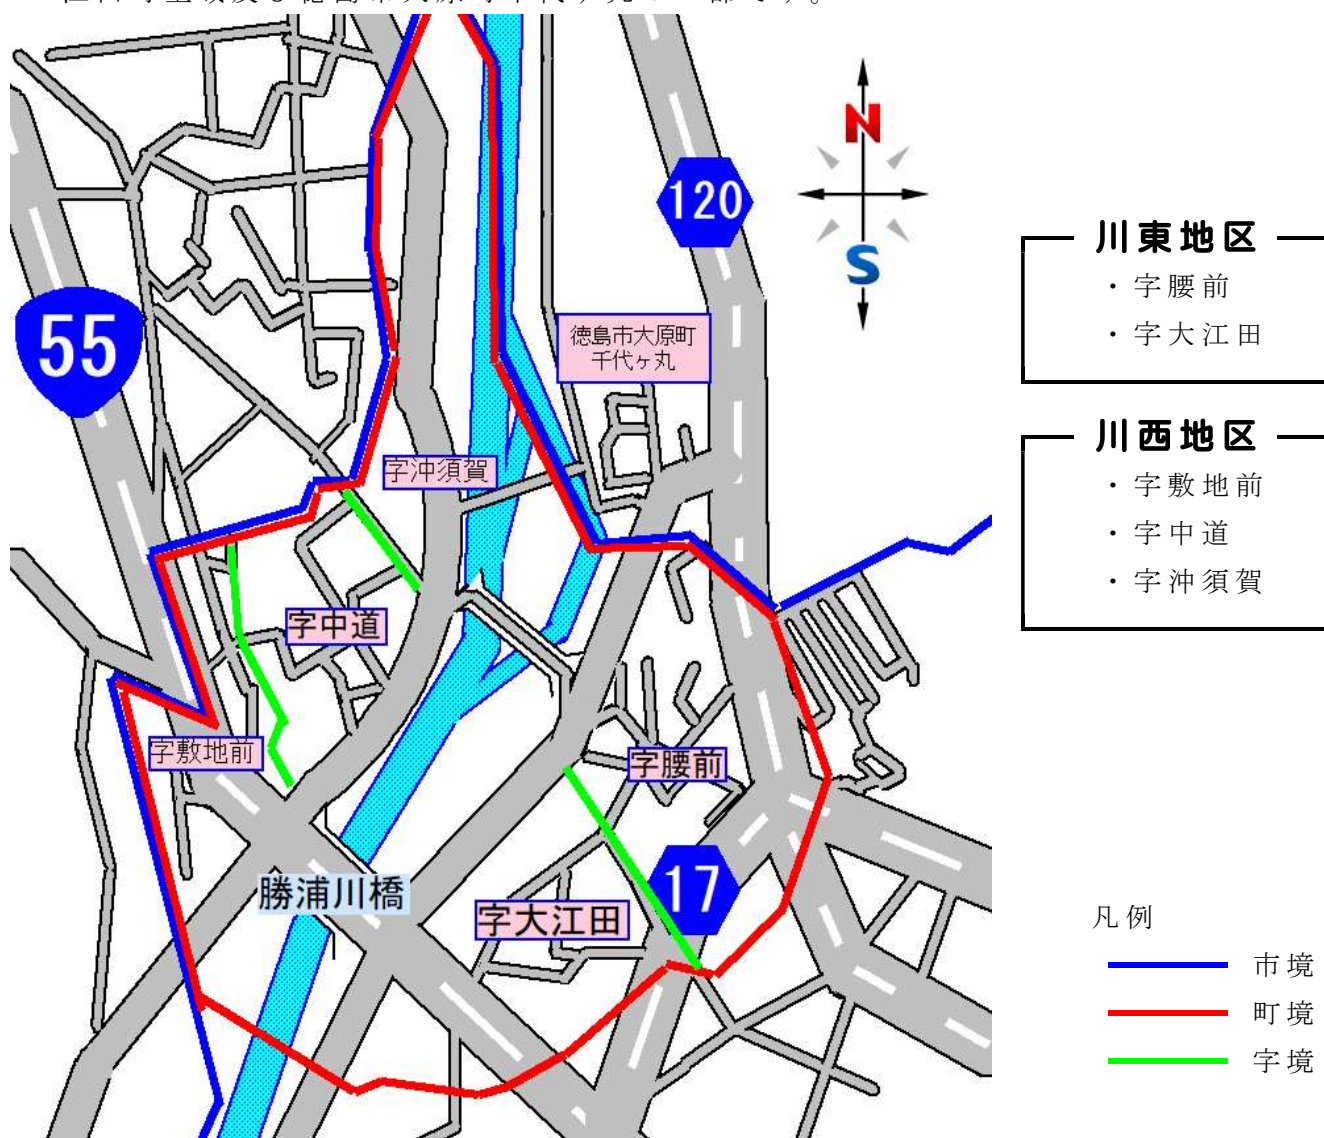 120
N
S
55
徳島市大原町
千代ヶ丸
字沖須賀
字中道
字敷地前
字腰前
17
勝浦川橋
字大江田
川東地区
・字腰前
・字大江田
川西地区
・字敷地前
・字中道
・字沖須賀
凡例
市境
町境
字境